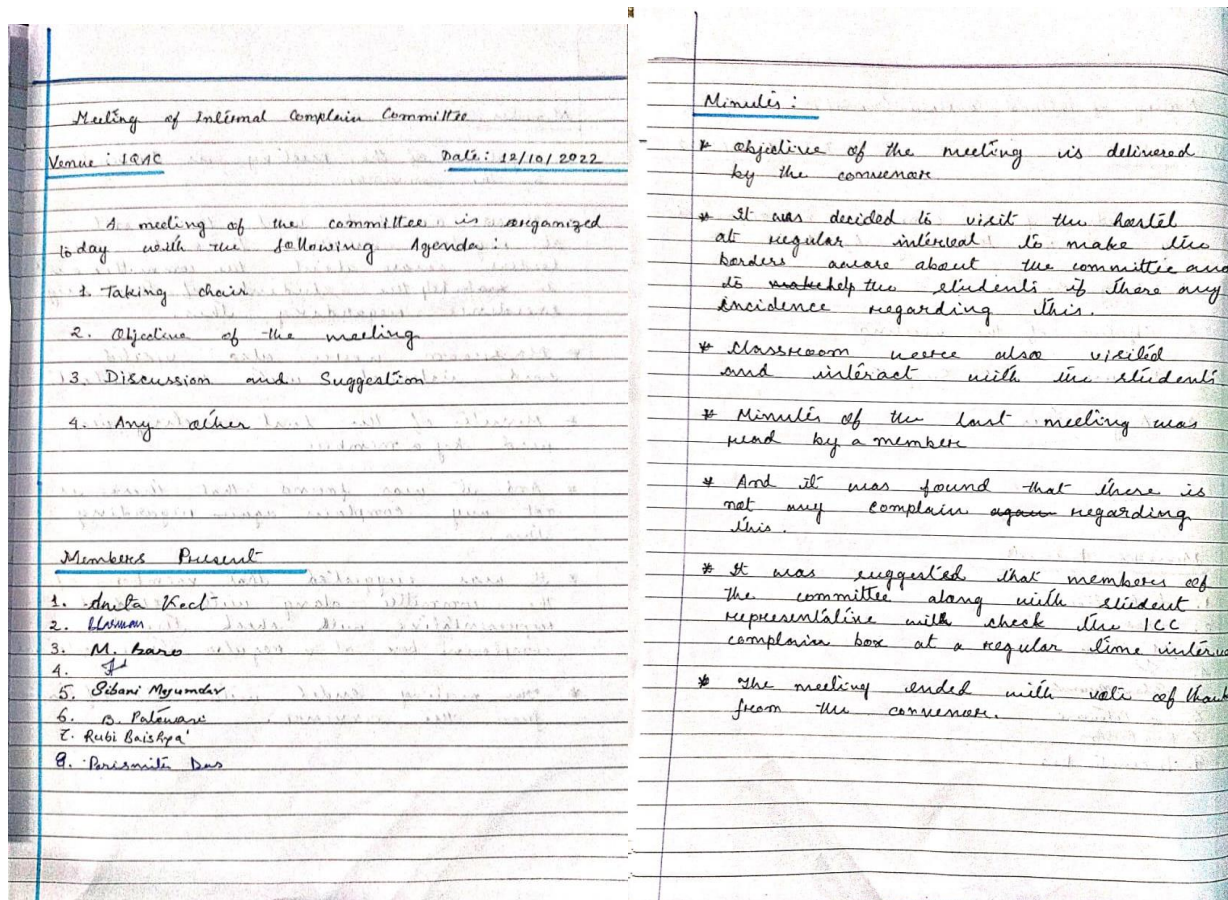 Meeting of Internal Complain Committee
Venue : IQAC
Date : 12/10/2022
A meeting of the committee is organized
today with the following Agenda :
1. Taking chair
2. Objective of the meeting
3. Discussion and Suggestion
4. Any other
Members Present
1. Anita
2.
3. M. Baro
4.
5. Sibani Mazumdar
6. B. Patowari
7. Rubi Baishya
8. Parismita Das
Minutes :
* Objective of the meeting is delivered
by the convenor
* It was decided to visit the hostel
at regular interval to make the
borders aware about the committee and
to help the students if there any
incidence regarding this.
* Classroom were also visited
and interact with the students
* Minutes of the last meeting was
read by a member
* And it was found that there is
not any complain again regarding
this.
* It was suggested that members of
the committee along with student
representative will check the ICC
complain box at a regular time
* The meeting ended with vote of
from the convenor.